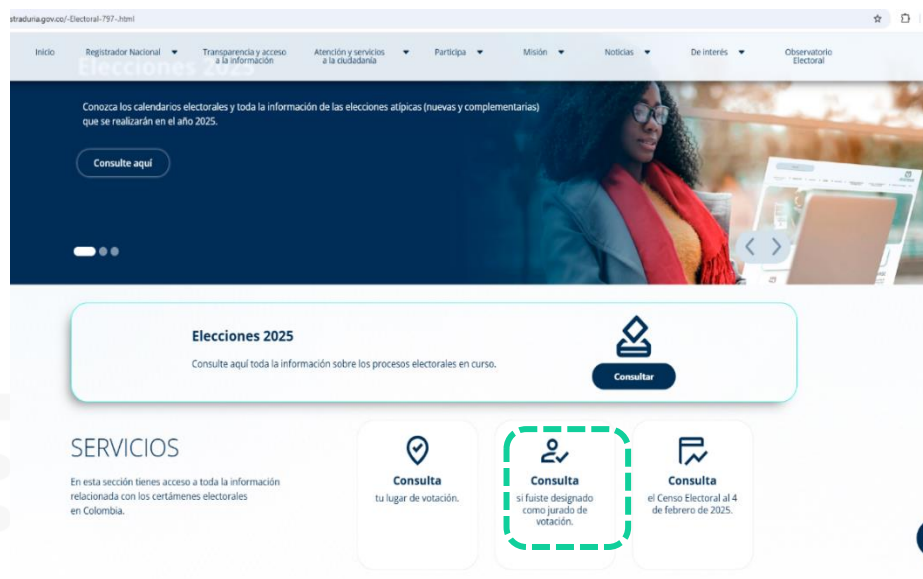 straduria.gov.co/-Electoral-797-.html
Inicio
Registrador Nacional
Transparencia y acceso
a la información
Atención y servicios
a la ciudadanía
Participa
Misión
Noticias
De interés
Observatorio
Electoral
Elecciones 2025
Conozca los calendarios electorales y toda la información de las elecciones atípicas (nuevas y complementarias)
que se realizarán en el año 2025.
Consulte aquí
Elecciones 2025
Consulte aquí toda la información sobre los procesos electorales en curso.
Consultar
SERVICIOS
En esta sección tienes acceso a toda la información
relacionada con los certámenes electorales
en Colombia.
Consulta
tu lugar de votación.
Consulta
si fuiste designado
como jurado de
votación.
Consulta
el Censo Electoral al 4
de febrero de 2025.